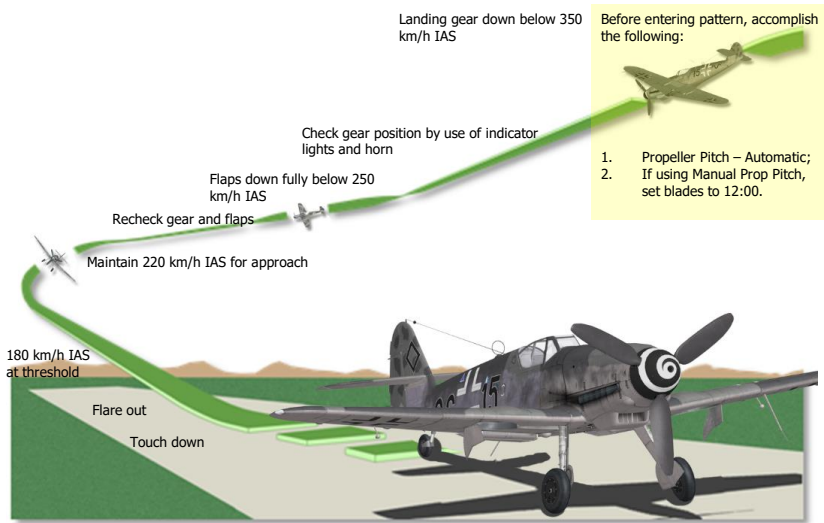 Before entering pattern, accomplish
the following:
1. Propeller Pitch – Automatic;
2. If using Manual Prop Pitch,
set blades to 12:00.
Landing gear down below 350
km/h IAS
Check gear position by use of indicator
lights and horn
Flaps down fully below 250
km/h IAS
Recheck gear and flaps
Maintain 220 km/h IAS for approach
180 km/h IAS
at threshold
Flare out
Touch down
15